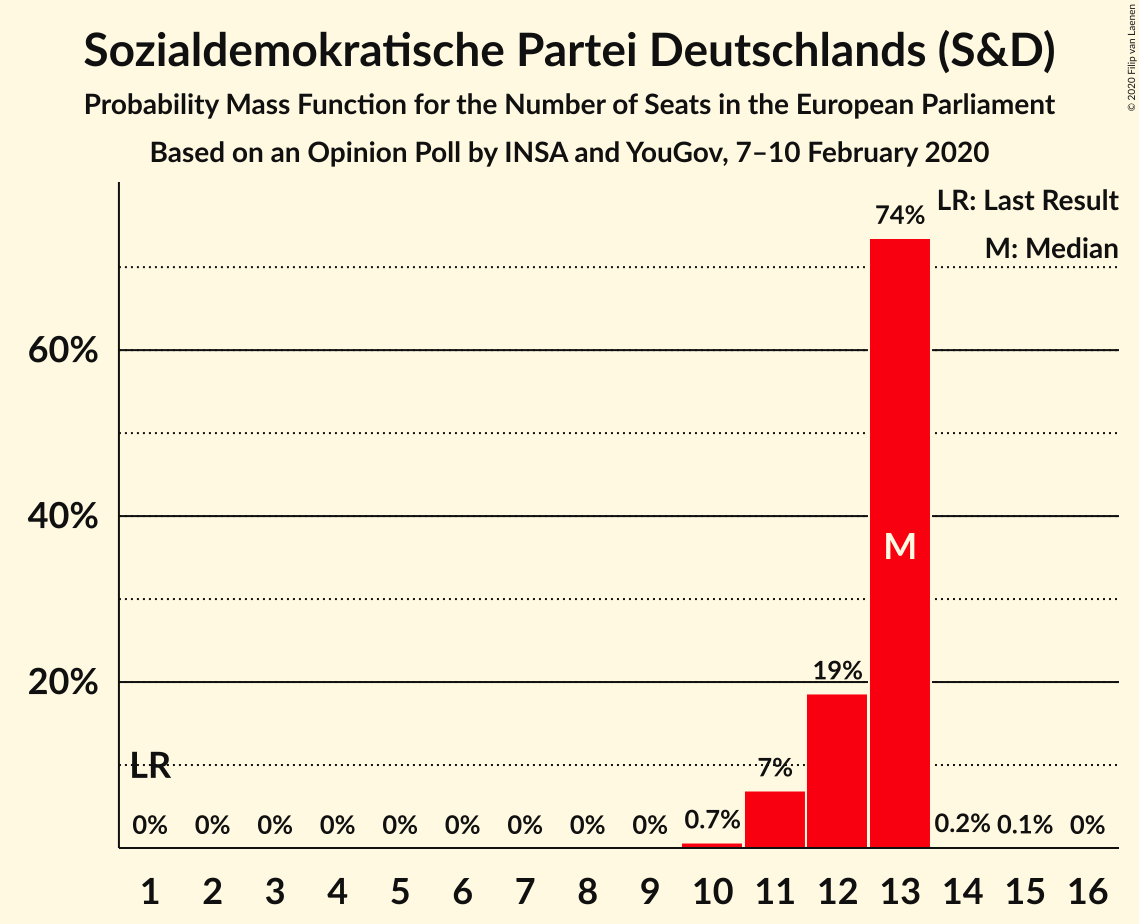 Sozialdemokratische Partei Deutschlands (S&D)
Probability Mass Function for the Number of Seats in the European Parliament
Based on an Opinion Poll by INSA and YouGov, 7–10 February 2020
© 2020 Filip van Laenen
LR: Last Result
M: Median
74%
60%
40%
M
20%
19%
LR
7%
0% 0% 0% 0% 0% 0% 0% 0% 0% 0.7% 0.2% 0.1% 0%
1 2 3 4 5 6 7 8 9 10 11 12 13 14 15 16